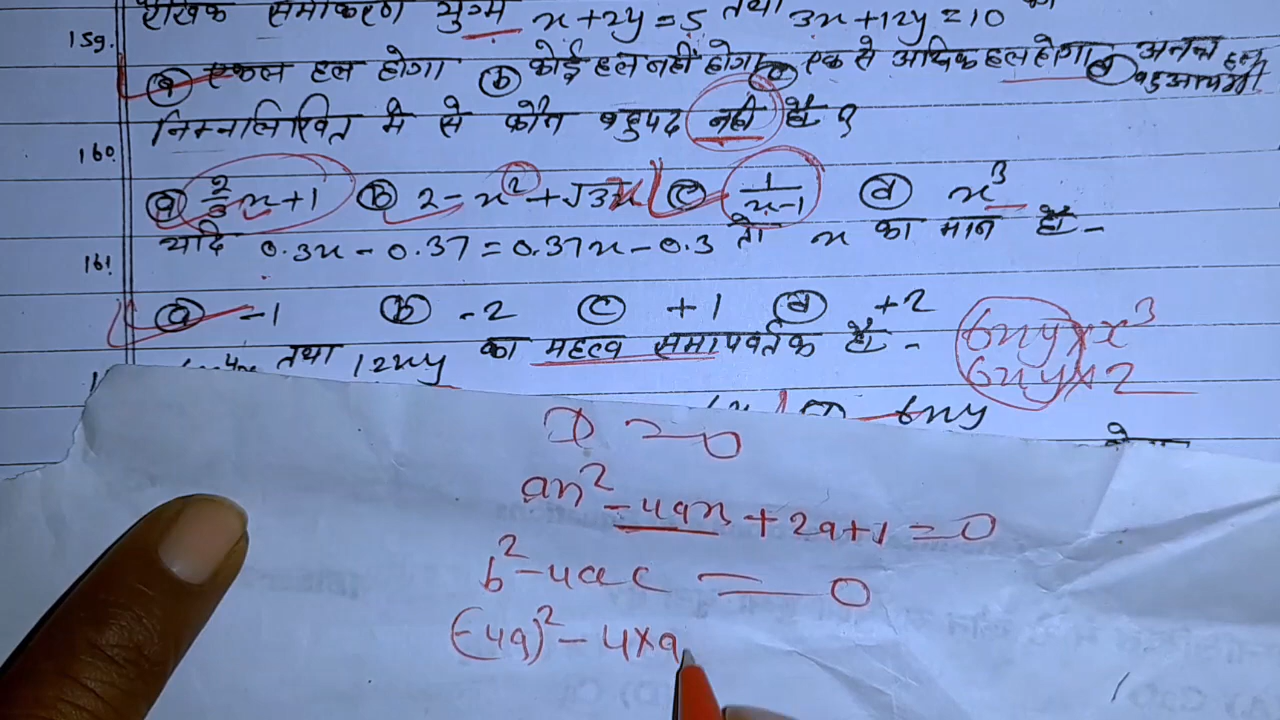 रैखिक समीकरण युग्म x+2y=5 तथा 3x+12y=10
159.
(a) एकल हल होगा (b) कोई हल नहीं होगा (c) एक से अधिक हल होगा (d) अनन्त हल
160. निम्नलिखित में से कौन बहुपद नहीं है?
(a) 2/3 x+1 (b) 2-x²+√3x (c) 1/(x-1) (d) x³
161. यदि 0.3x-0.37=0.37x-0.3 तो x का मान है-
(a) -1 (b) -2 (c) +1 (d) +2
तथा 12xy का महत्व समापवर्तक है-
6xy×x³
6xy×2
6xy
D=0
ax²-4ax+2a+1=0
b²-4ac=0
(-4a)²-4×a